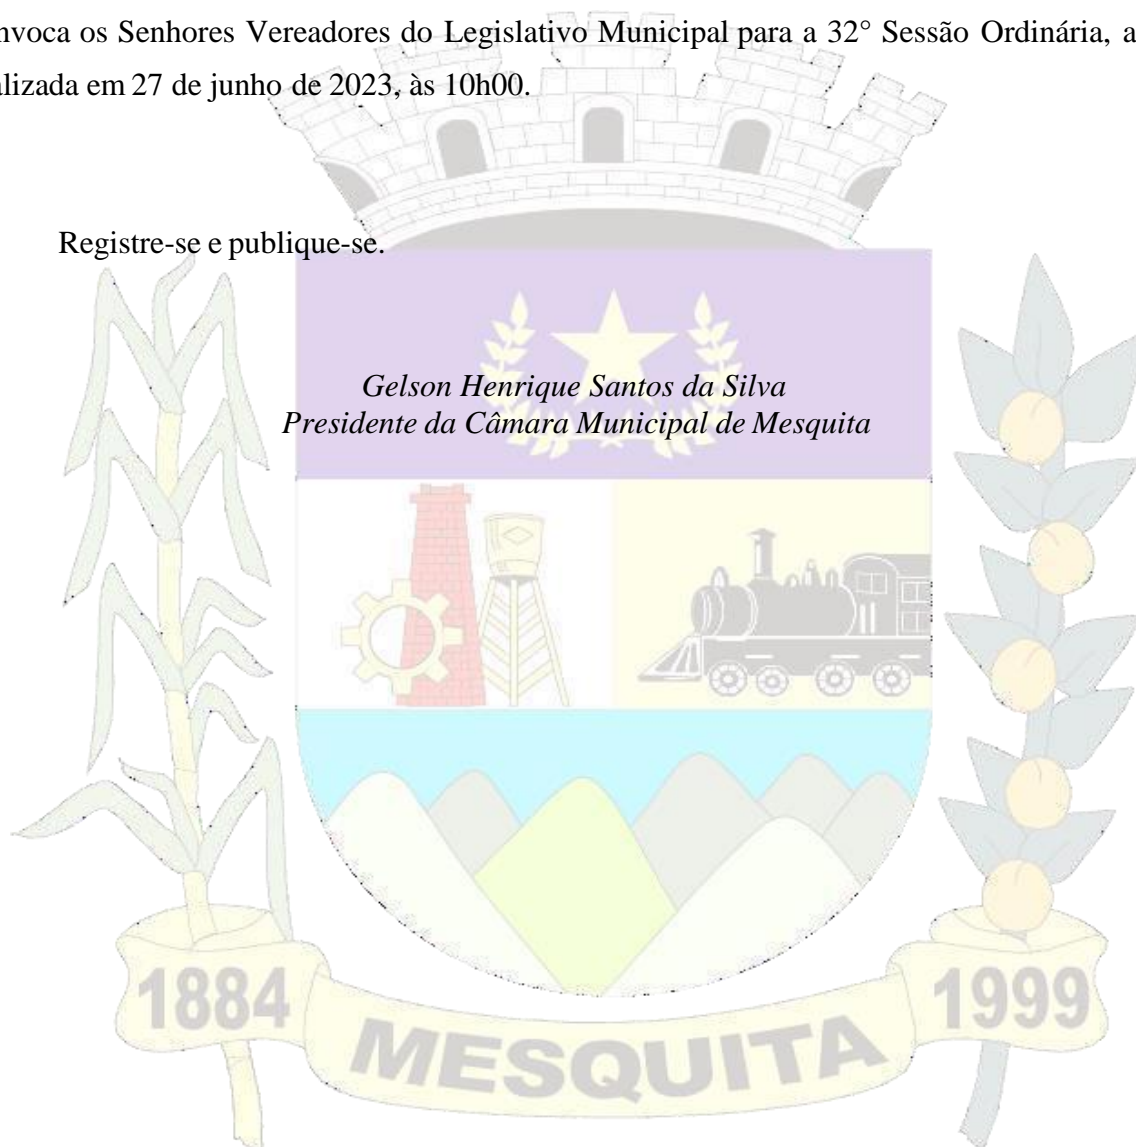 nvoca os Senhores Vereadores do Legislativo Municipal para a 32° Sessão Ordinária, a
alizada em 27 de junho de 2023, às 10h00.
Registre-se e publique-se.
Gelson Henrique Santos da Silva
Presidente da Câmara Municipal de Mesquita
1884
1999
MESQUITA